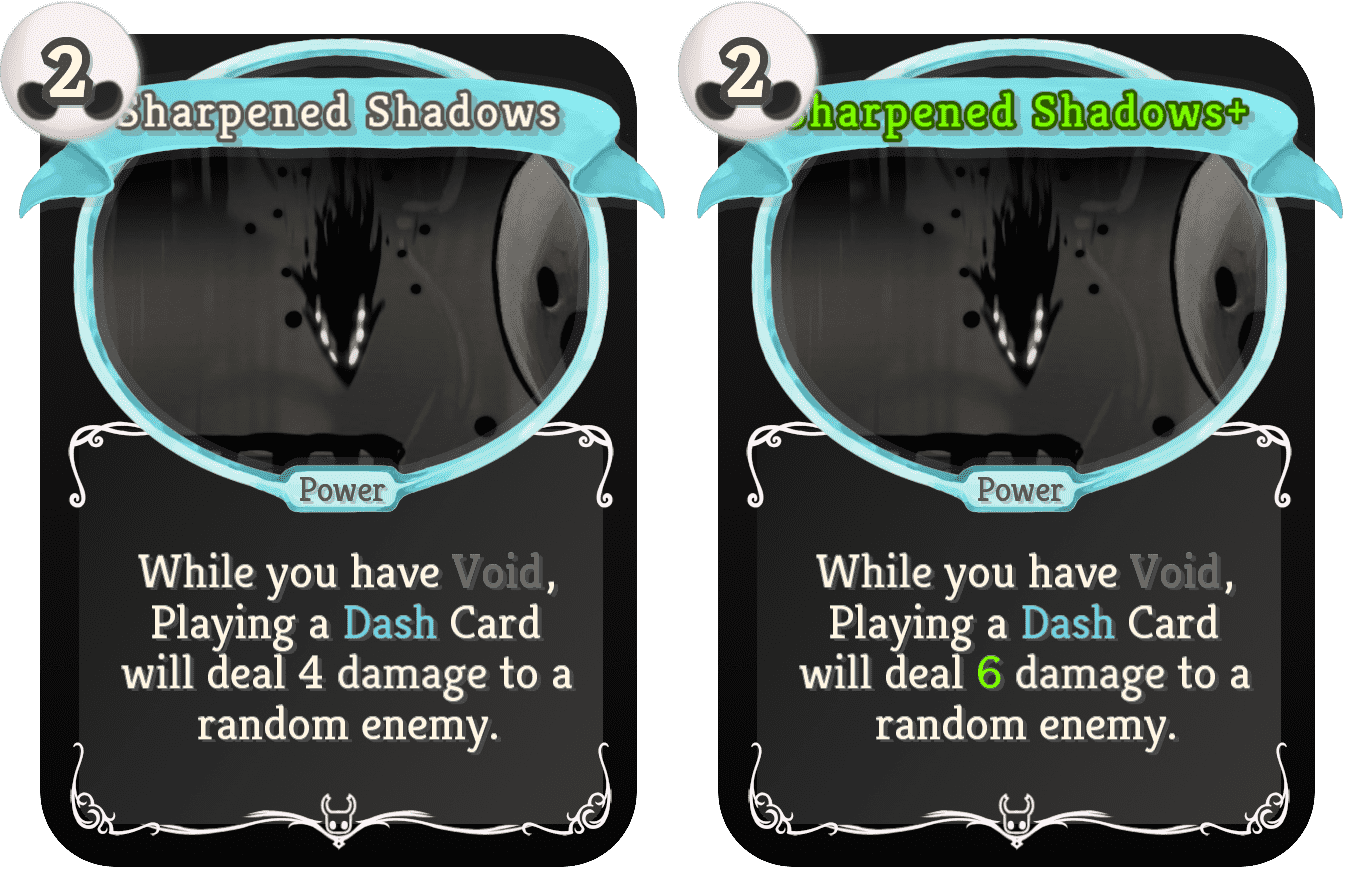 2
Sharpened Shadows
Power
While you have Void,
Playing a Dash Card
will deal 4 damage to a
random enemy.
2
Sharpened Shadows+
Power
While you have Void,
Playing a Dash Card
will deal 6 damage to a
random enemy.